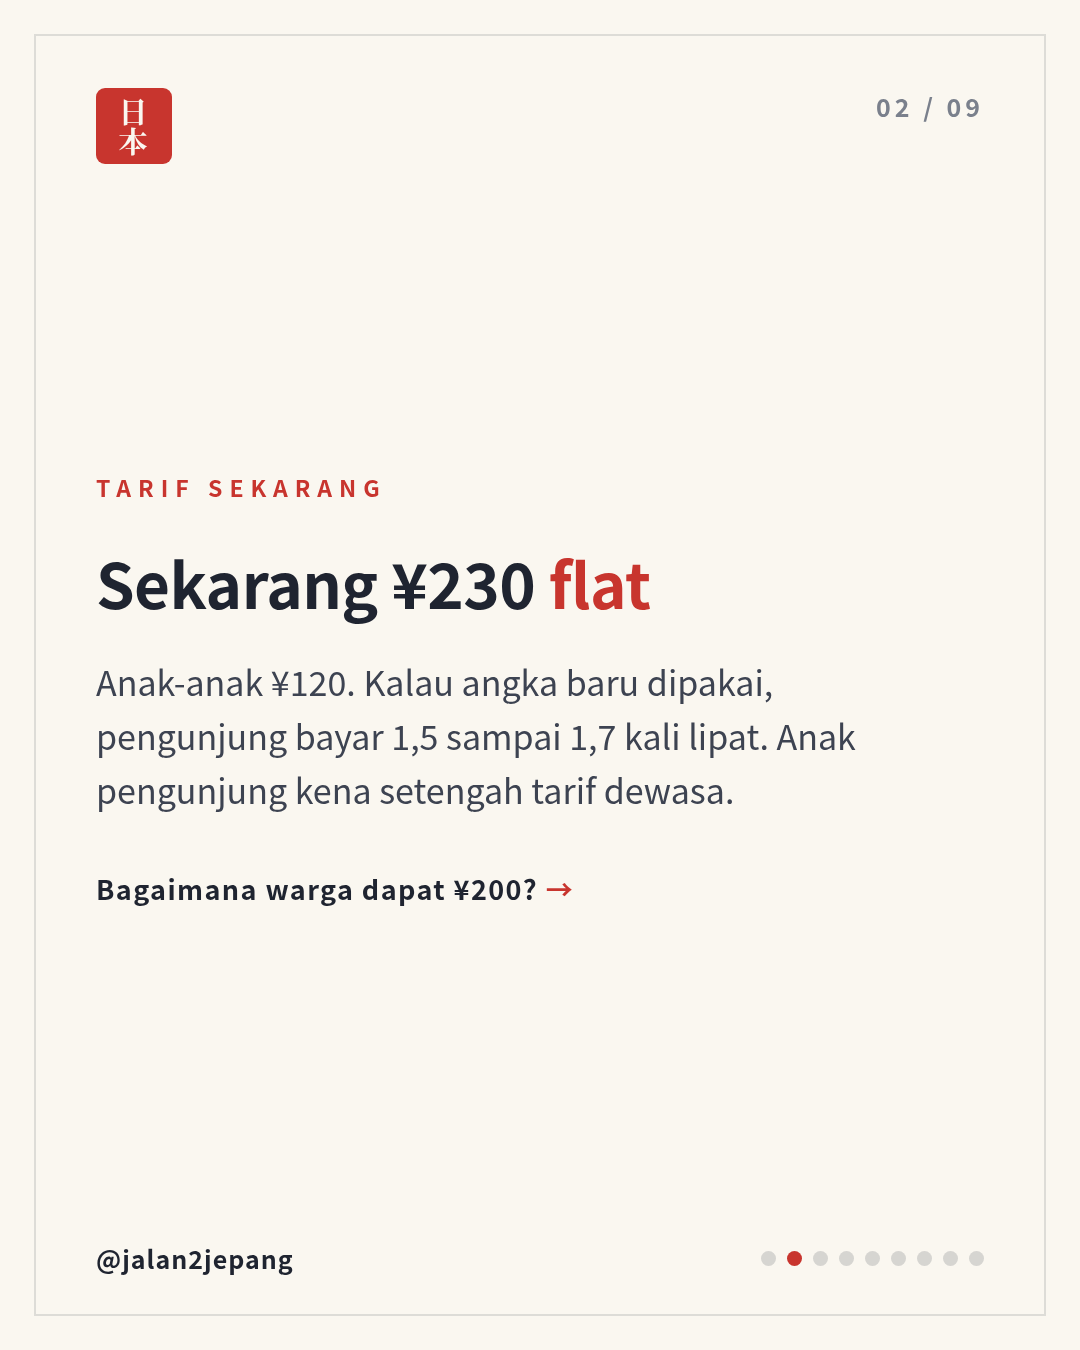 日本
02 / 09
TARIF SEKARANG
Sekarang ¥230 flat
Anak-anak ¥120. Kalau angka baru dipakai,
pengunjung bayar 1,5 sampai 1,7 kali lipat. Anak
pengunjung kena setengah tarif dewasa.
Bagaimana warga dapat ¥200? →
@jalan2jepang